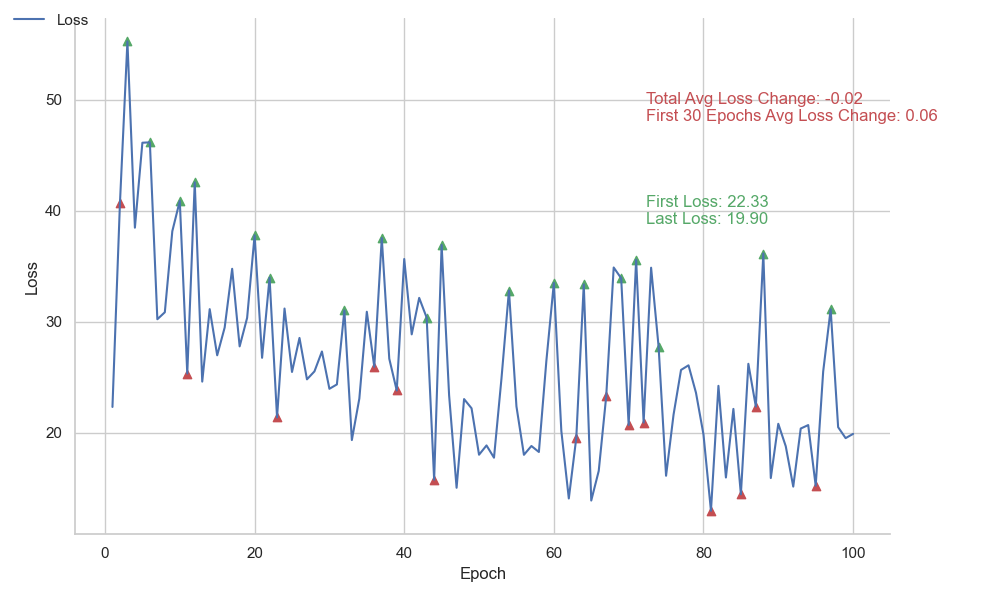 Loss
Total Avg Loss Change: -0.02
First 30 Epochs Avg Loss Change: 0.06
First Loss: 22.33
Last Loss: 19.90
50
40
30
20
Loss
0
20
40
60
80
100
Epoch